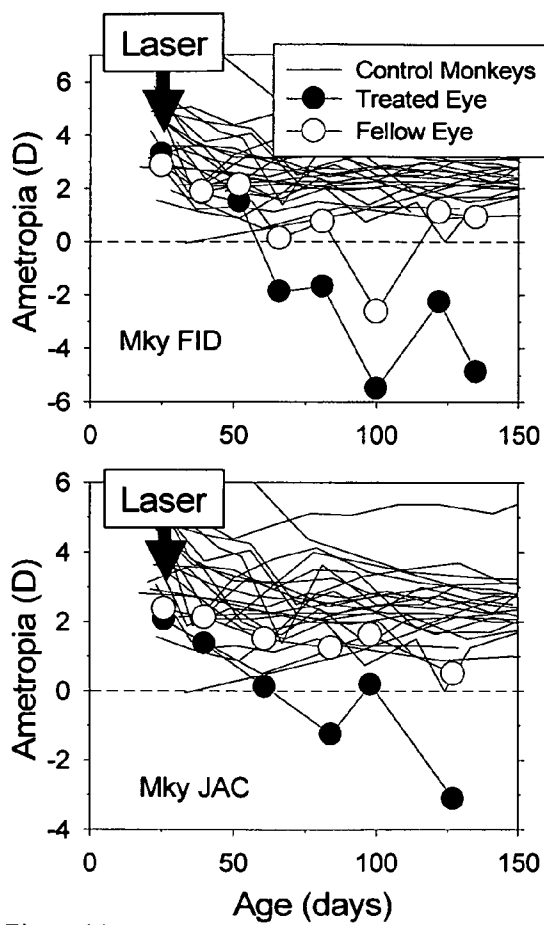 Laser
Control Monkeys
Treated Eye
Fellow Eye
6
4
2
0
-2
-4
-6
Ametropia (D)
Mky FID
0 50 100 150
Laser
6
4
2
0
-2
-4
Ametropia (D)
Mky JAC
0 50 100 150
Age (days)